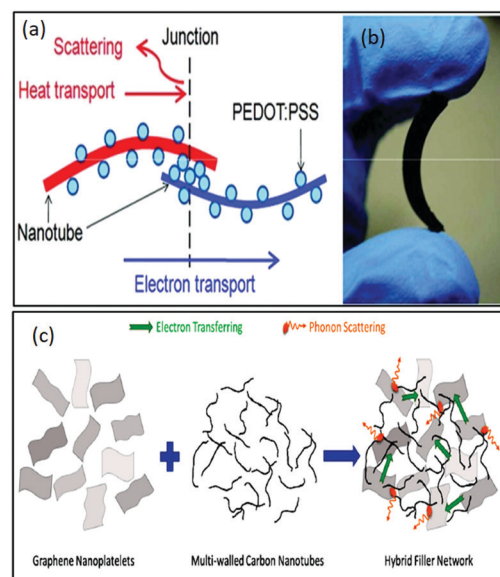 (a)
Scattering
Junction
Heat transport
PEDOT:PSS
Nanotube
Electron transport
(b)
(c)
Electron Transferring
Phonon Scattering
Graphene Nanoplatelets
Multi-walled Carbon Nanotubes
Hybrid Filler Network